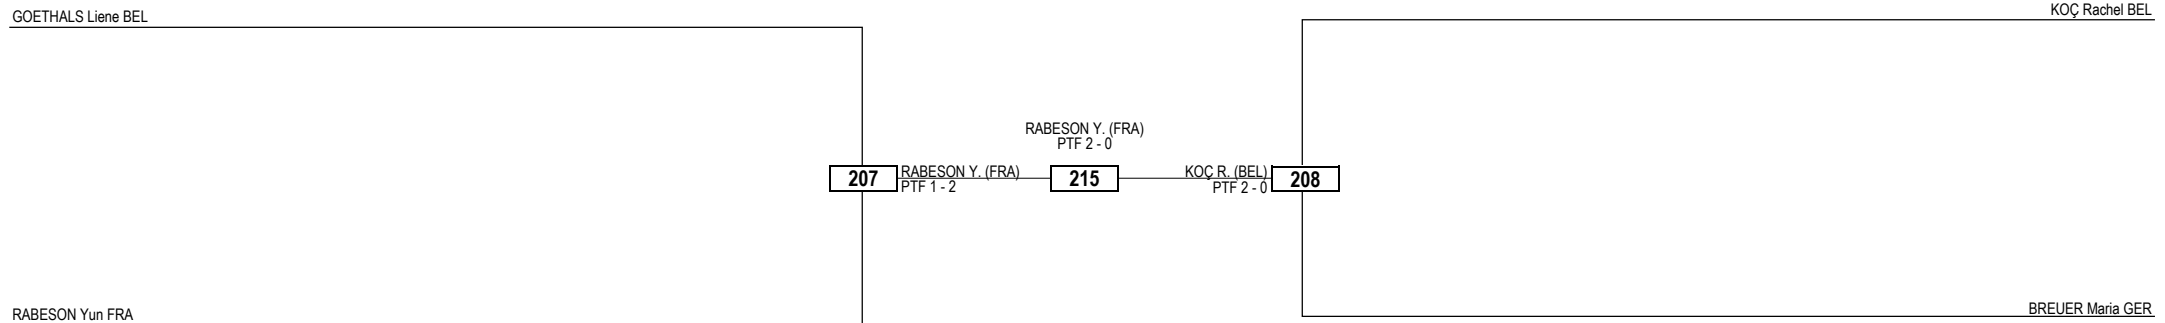 GOETHALS Liene BEL
KOÇ Rachel BEL
RABESON Y. (FRA)
PTF 2 - 0
207
RABESON Y. (FRA)
PTF 1 - 2
215
KOÇ R. (BEL)
PTF 2 - 0
208
RABESON Yun FRA
BREUER Maria GER